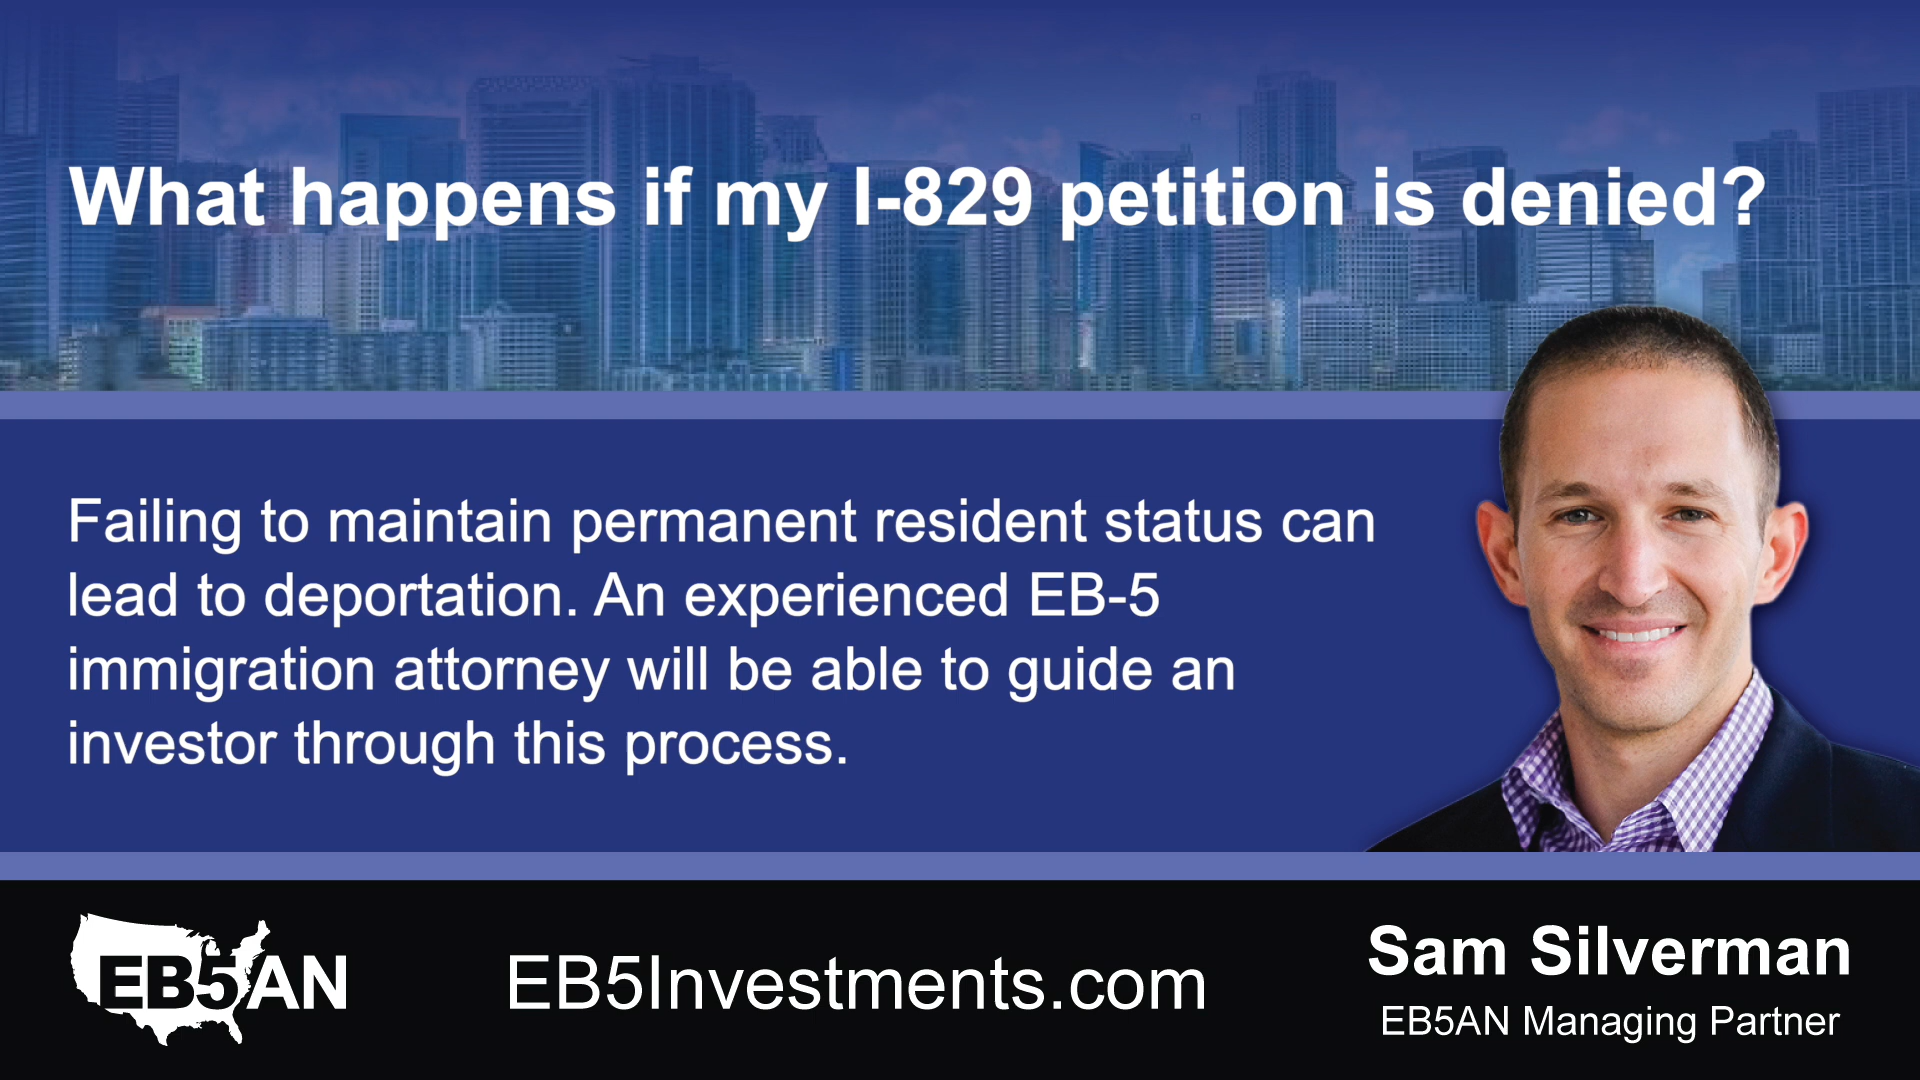 What happens if my I-829 petition is denied?
Failing to maintain permanent resident status can
lead to deportation. An experienced EB-5
immigration attorney will be able to guide an
investor through this process.
EB5AN
EB5Investments.com
Sam Silverman
EB5AN Managing Partner